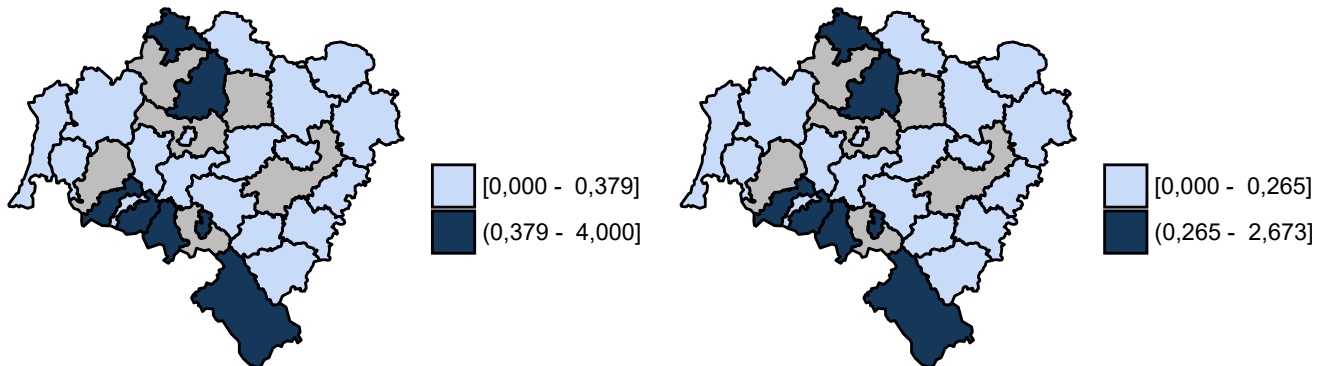 [0,000 - 0,379]
(0,379 - 4,000]
[0,000 - 0,265]
(0,265 - 2,673]